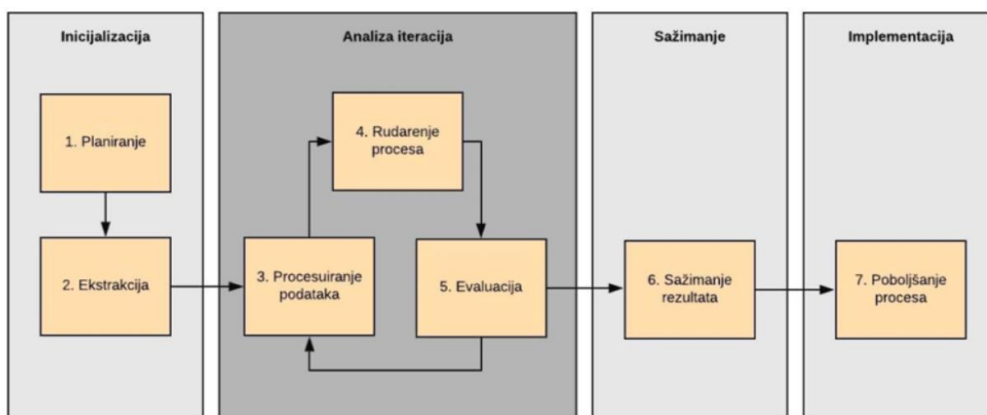 Inicijalizacija
1. Planiranje
2. Ekstrakcija
Analiza iteracija
3. Procesuiranje
podataka
4. Rudarenje
procesa
5. Evaluacija
Sažimanje
6. Sažimanje
rezultata
Implementacija
7. Poboljšanje
procesa